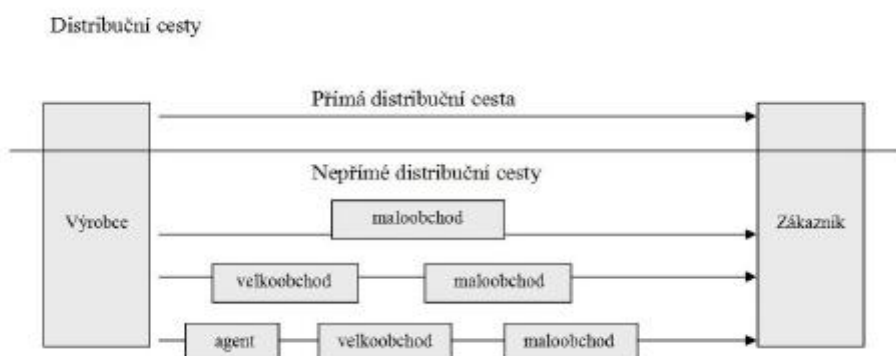 Distribuční cesty
Přímá distribuční cesta
Nepřímé distribuční cesty
Výrobce
maloobchod
Zákazník
velkoobchod
maloobchod
agent
velkoobchod
maloobchod